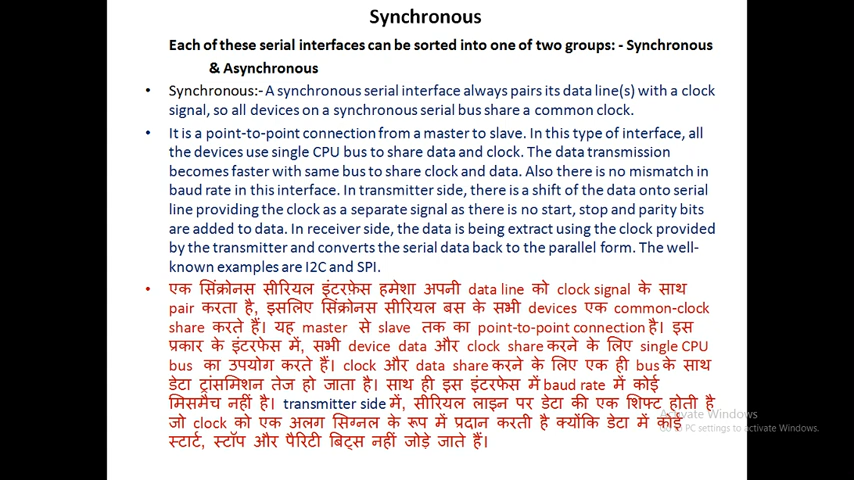 Synchronous
Each of these serial interfaces can be sorted into one of two groups: - Synchronous
& Asynchronous
• Synchronous:- A synchronous serial interface always pairs its data line(s) with a clock
signal, so all devices on a synchronous serial bus share a common clock.
• It is a point-to-point connection from a master to slave. In this type of interface, all
the devices use single CPU bus to share data and clock. The data transmission
becomes faster with same bus to share clock and data. Also there is no mismatch in
baud rate in this interface. In transmitter side, there is a shift of the data onto serial
line providing the clock as a separate signal as there is no start, stop and parity bits
are added to data. In receiver side, the data is being extract using the clock provided
by the transmitter and converts the serial data back to the parallel form. The well-
known examples are I2C and SPI.
• एक सिंक्रोनस सीरियल इंटरफ़ेस हमेशा अपनी data line को clock signal के साथ
pair करता है, इसलिए सिंक्रोनस सीरियल बस के सभी devices एक common-clock
share करते हैं। यह master से slave तक का point-to-point connection है। इस
प्रकार के इंटरफेस में, सभी device data और clock share करने के लिए single CPU
bus का उपयोग करते हैं। clock और data share करने के लिए एक ही bus के साथ
डेटा ट्रांसमिशन तेज हो जाता है। साथ ही इस इंटरफेस में baud rate में कोई
मिसमैच नहीं है। transmitter side में, सीरियल लाइन पर डेटा की एक शिफ्ट होती है
जो clock को एक अलग सिग्नल के रूप में प्रदान करती है क्योंकि डेटा में कोई
स्टार्ट, स्टॉप और पैरिटी बिट्स नहीं जोड़े जाते हैं।
Activate Windows
Go to PC settings to activate Windows.